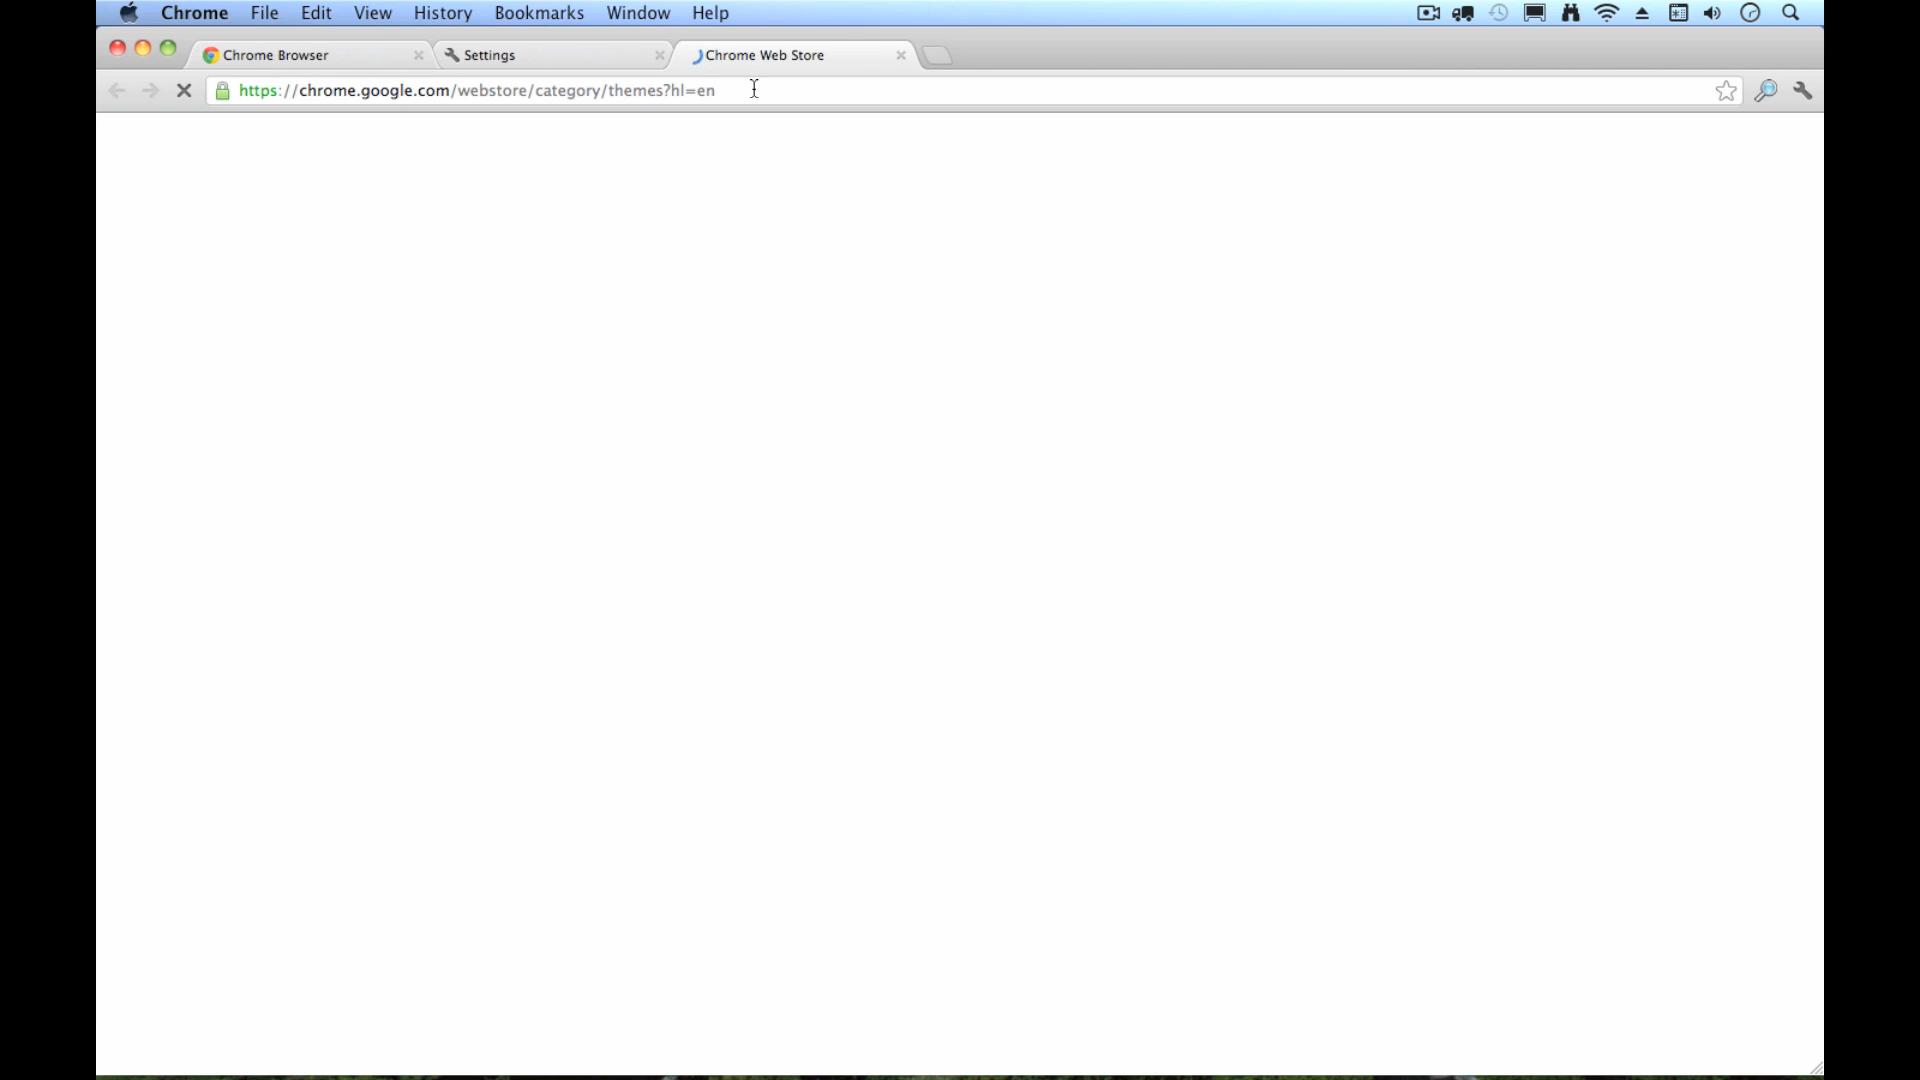 Chrome File Edit View History Bookmarks Window Help
Chrome Browser Settings Chrome Web Store
https://chrome.google.com/webstore/category/themes?hl=en